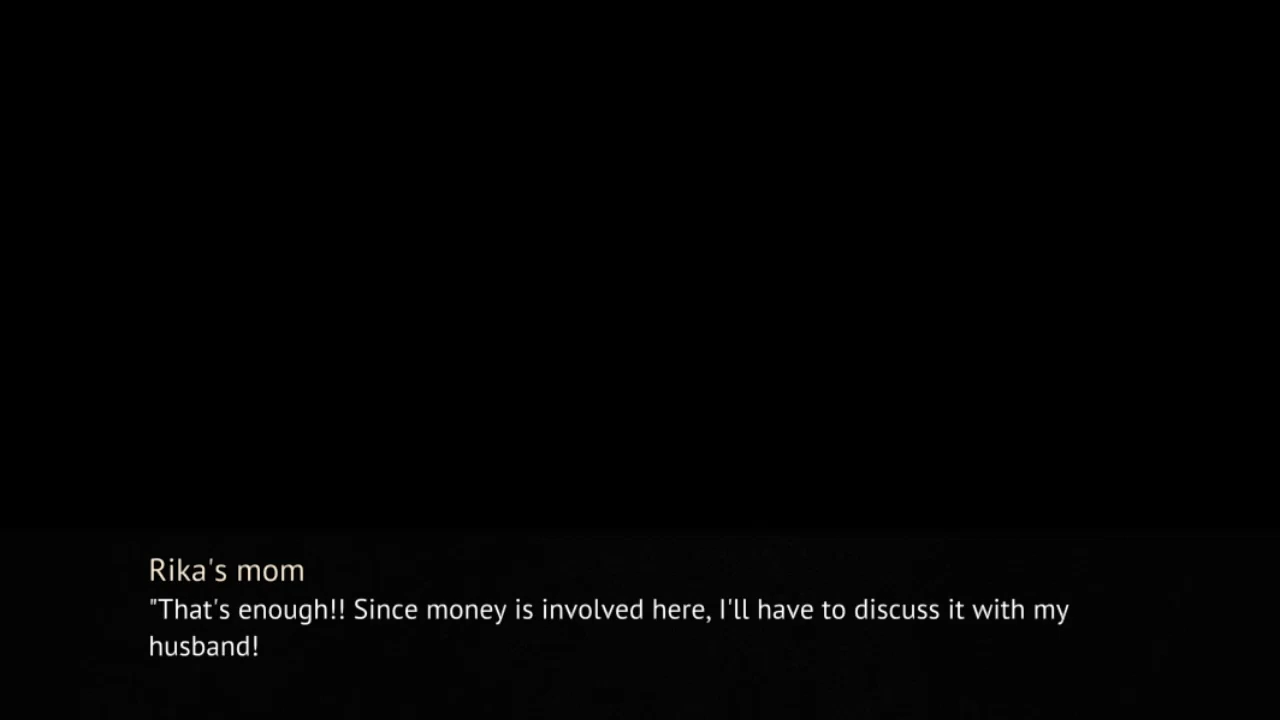 Rika's mom
"That's enough!! Since money is involved here, I'll have to discuss it with my
husband!